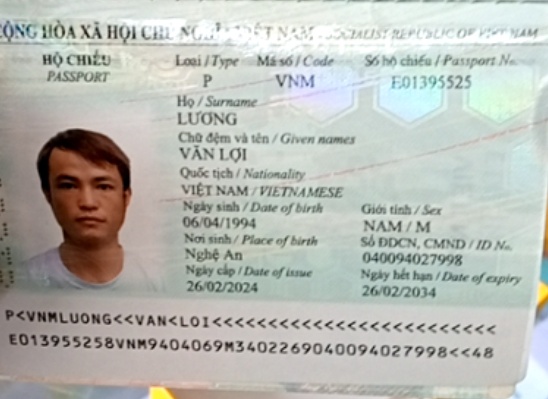 CỘNG HÒA XÃ HỘI CHỦ NGHĨA VIỆT NAM - SOCIALIST REPUBLIC OF VIET NAM
HỘ CHIẾU
PASSPORT
Loại / Type Mã số / Code Số hộ chiếu / Passport No.
P VNM E01395525
Họ / Surname
LƯƠNG
Chữ đệm và tên / Given names
VĂN LỢI
Quốc tịch / Nationality
VIỆT NAM / VIETNAMESE
Ngày sinh / Date of birth Giới tính / Sex
06/04/1994 NAM / M
Nơi sinh / Place of birth Số ĐDCN, CMND / ID No.
Nghệ An 040094027998
Ngày cấp / Date of issue Ngày hết hạn / Date of expiry
26/02/2024 26/02/2034
P<VNMLUONG<<VAN<LOI<<<<<<<<<<<<<<<<<<<<<<<<<
E013955258VNM9404069M3402269040094027998<<48